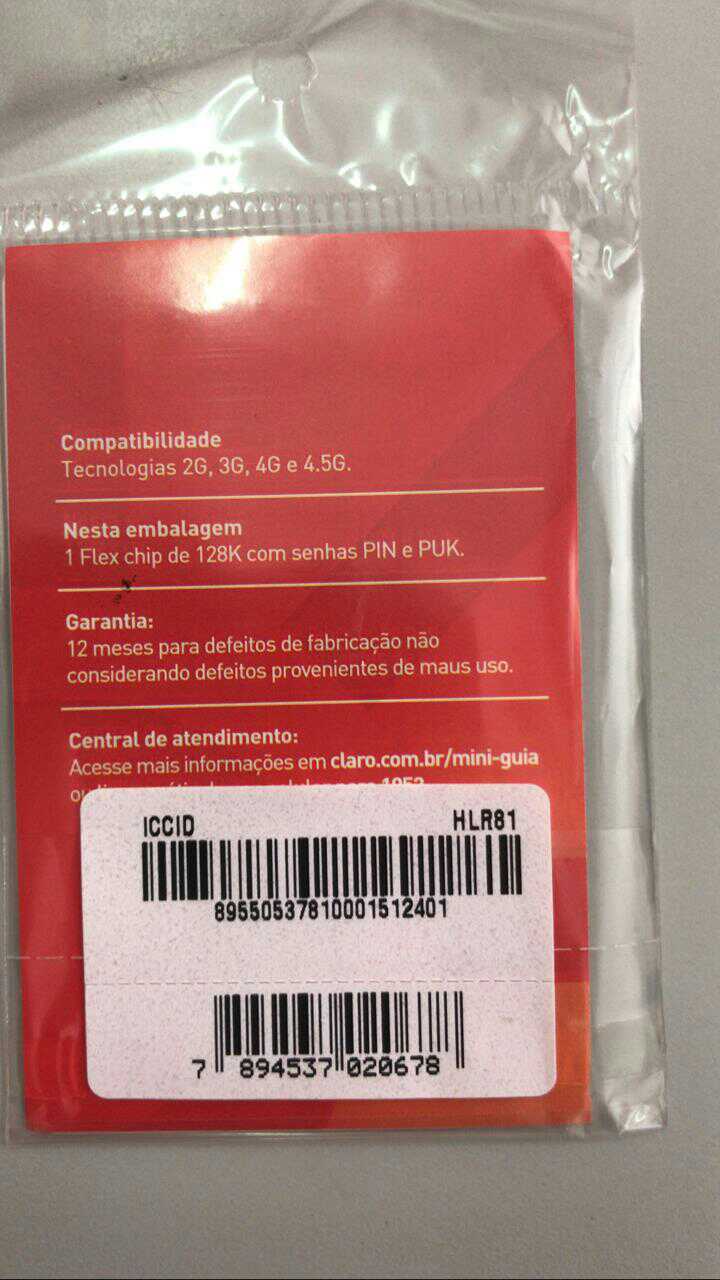 Compatibilidade
Tecnologias 2G, 3G, 4G e 4.5G.
Nesta embalagem
1 Flex chip de 128K com senhas PIN e PUK.
Garantia:
12 meses para defeitos de fabricação não
considerando defeitos provenientes de maus uso.
Central de atendimento:
Acesse mais informações em claro.com.br/mini-guia
ou 1052
ICCID HLR81
89550537810001512401
7 894537 020678